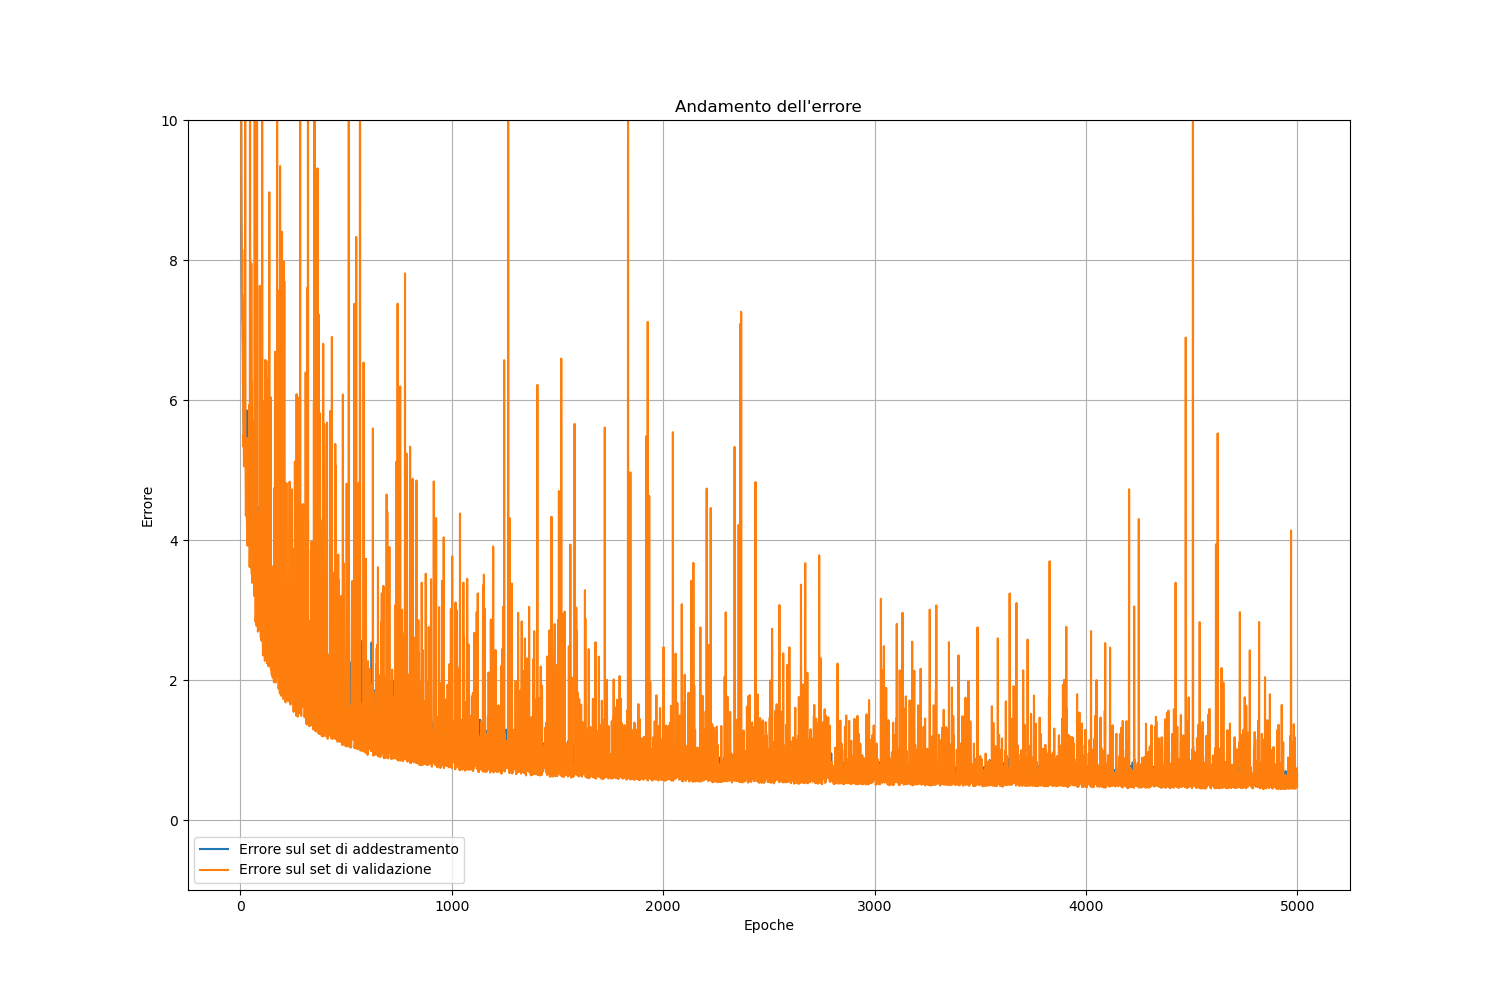 Andamento dell'errore
10
8
6
4
2
0
Errore
Errore sul set di addestramento
Errore sul set di validazione
0 1000 2000 3000 4000 5000
Epoche